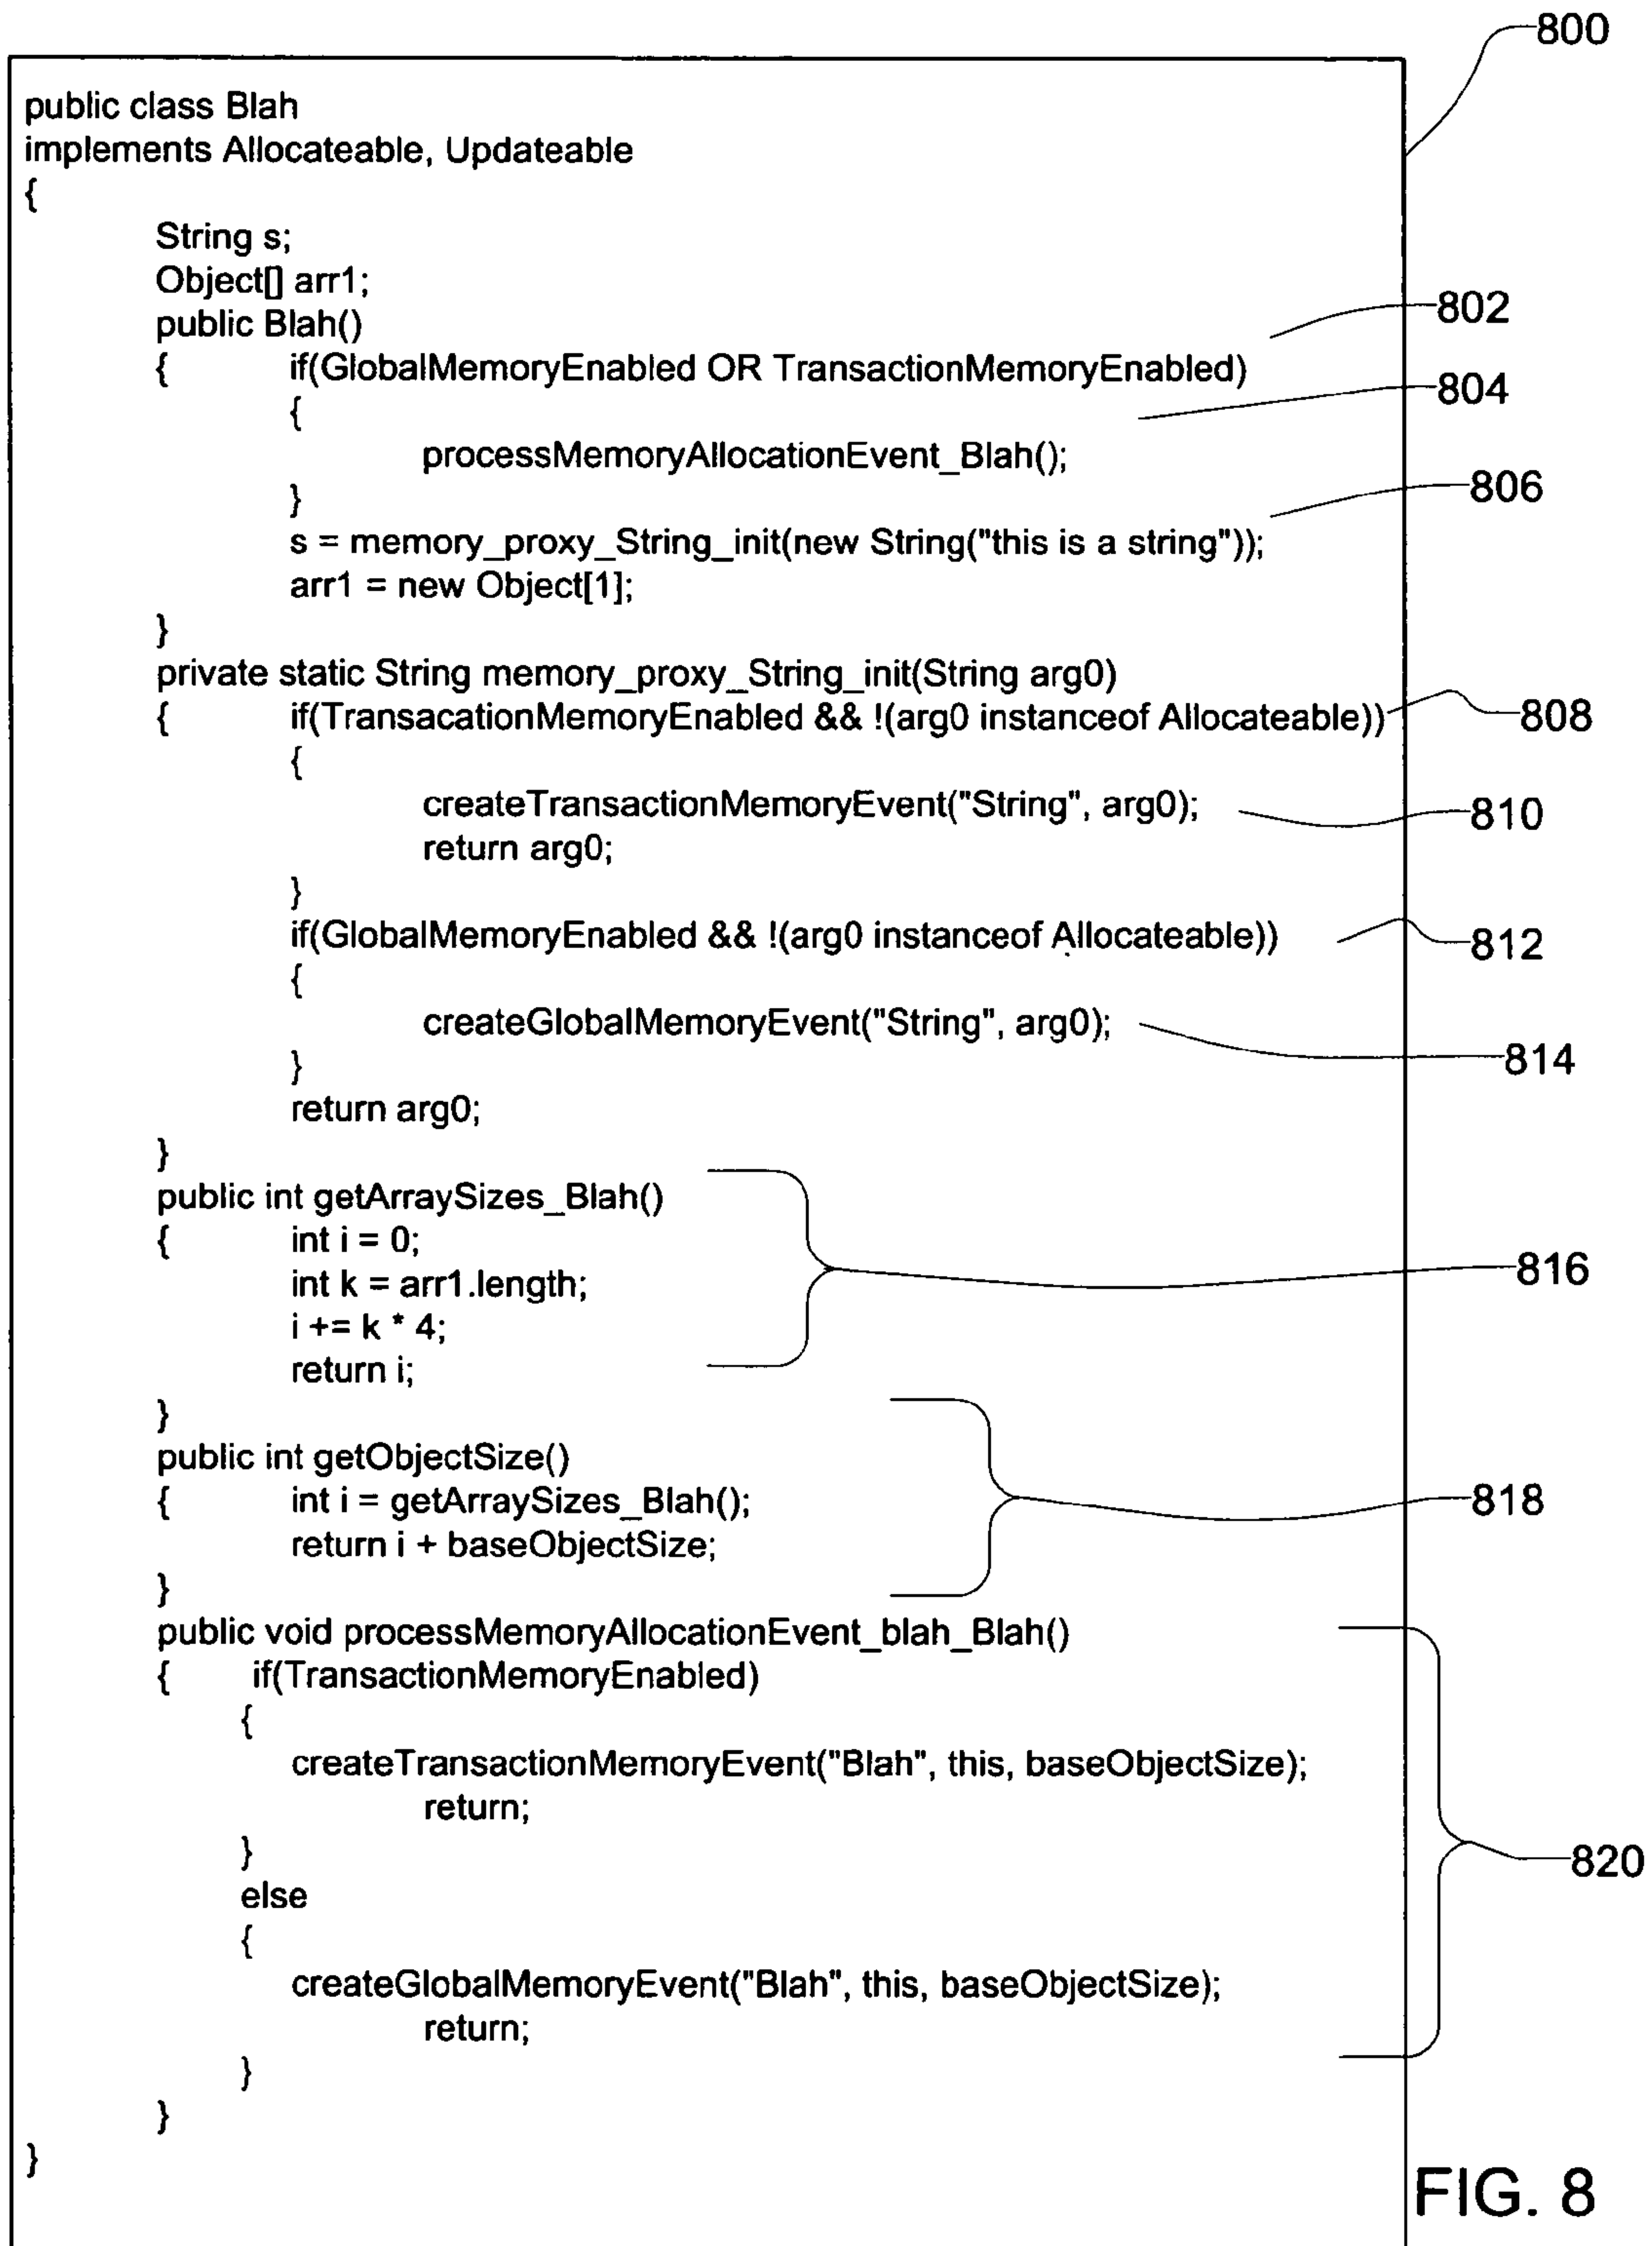 800
public class Blah
implements Allocateable, Updateable
{
String s;
Object[] arr1;
public Blah()
802
{ if(GlobalMemoryEnabled OR TransactionMemoryEnabled)
804
{
processMemoryAllocationEvent_Blah();
}
806
s = memory_proxy_String_init(new String("this is a string"));
arr1 = new Object[1];
}
private static String memory_proxy_String_init(String arg0)
{ if(TransacationMemoryEnabled && !(arg0 instanceof Allocateable))
808
{
createTransactionMemoryEvent("String", arg0);
810
return arg0;
}
if(GlobalMemoryEnabled && !(arg0 instanceof Allocateable))
812
{
createGlobalMemoryEvent("String", arg0);
814
}
return arg0;
}
public int getArraySizes_Blah()
{ int i = 0;
int k = arr1.length;
816
i += k * 4;
return i;
}
public int getObjectSize()
{ int i = getArraySizes_Blah();
818
return i + baseObjectSize;
}
public void processMemoryAllocationEvent_blah_Blah()
{ if(TransactionMemoryEnabled)
{
createTransactionMemoryEvent("Blah", this, baseObjectSize);
return;
}
820
else
{
createGlobalMemoryEvent("Blah", this, baseObjectSize);
return;
}
}
}
FIG. 8